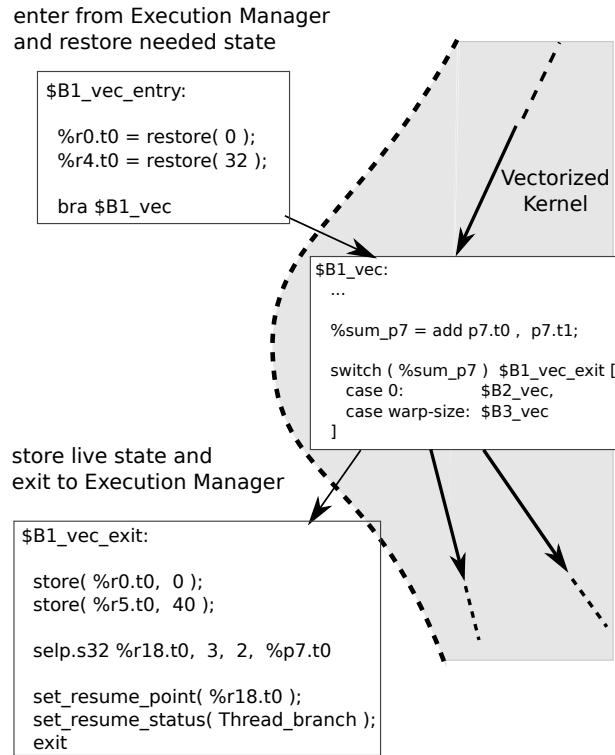 enter from Execution Manager
and restore needed state
$B1_vec_entry:
%r0.t0 = restore( 0 );
%r4.t0 = restore( 32 );
bra $B1_vec
Vectorized
Kernel
$B1_vec:
...
%sum_p7 = add p7.t0 , p7.t1;
switch ( %sum_p7 ) $B1_vec_exit [
case 0: $B2_vec,
case warp-size: $B3_vec
]
store live state and
exit to Execution Manager
$B1_vec_exit:
store( %r0.t0, 0 );
store( %r5.t0, 40 );
selp.s32 %r18.t0, 3, 2, %p7.t0
set_resume_point( %r18.t0 );
set_resume_status( Thread_branch );
exit